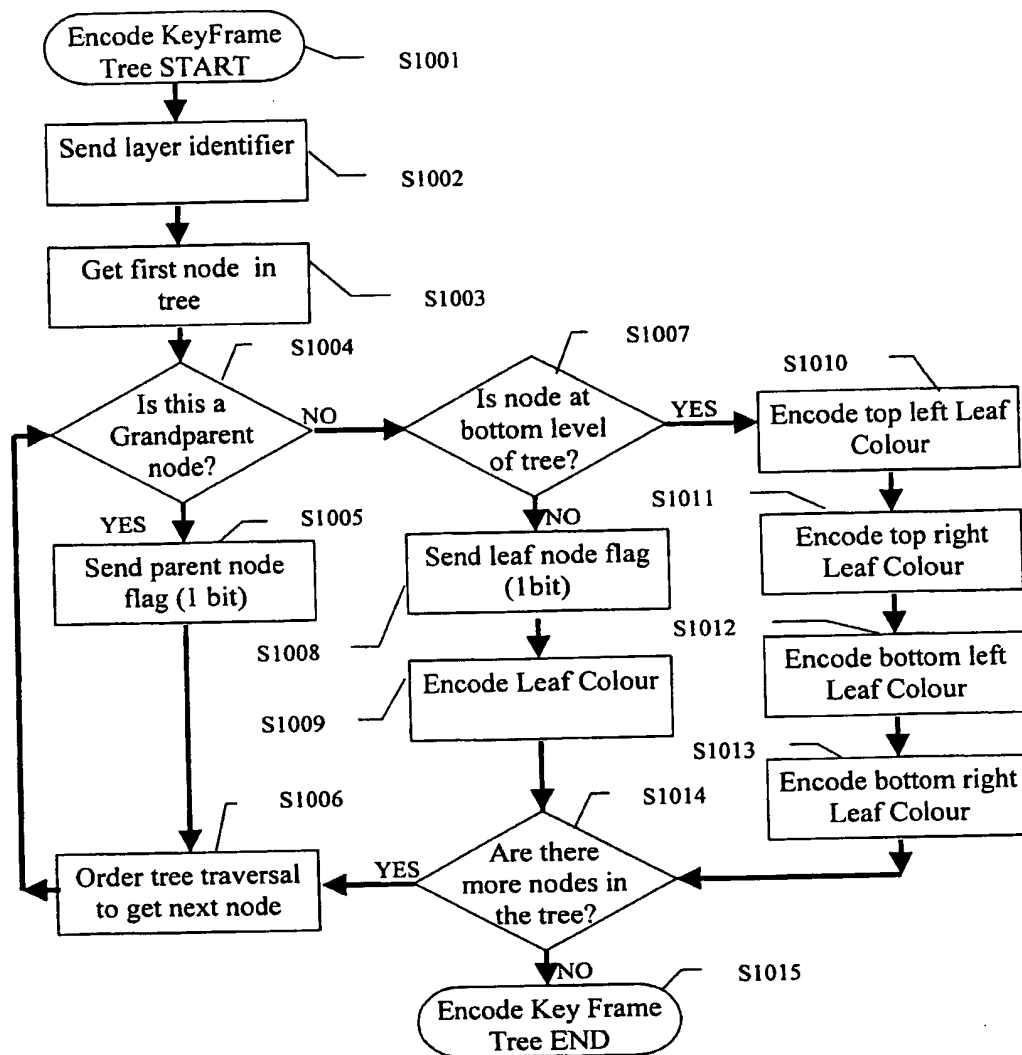 Encode KeyFrame
Tree START
S1001
Send layer identifier
S1002
Get first node in
tree
S1003
S1004
Is this a
Grandparent
node?
NO
YES
S1005
Send parent node
flag (1 bit)
S1006
Order tree traversal
to get next node
S1007
Is node at
bottom level
of tree?
YES
NO
Send leaf node flag
(1bit)
S1008
Encode Leaf Colour
S1009
S1010
Encode top left Leaf
Colour
S1011
Encode top right
Leaf Colour
S1012
Encode bottom left
Leaf Colour
S1013
Encode bottom right
Leaf Colour
S1014
Are there
more nodes in
the tree?
YES
NO
S1015
Encode Key Frame
Tree END